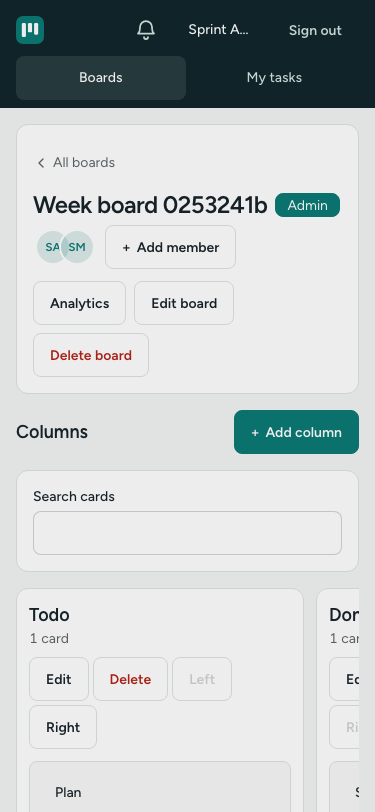 Sprint A...
Sign out
Boards
My tasks
All boards
Week board 0253241b
Admin
SA
SM
+ Add member
Analytics
Edit board
Delete board
Columns
+ Add column
Search cards
Todo
1 card
Edit
Delete
Left
Right
Plan